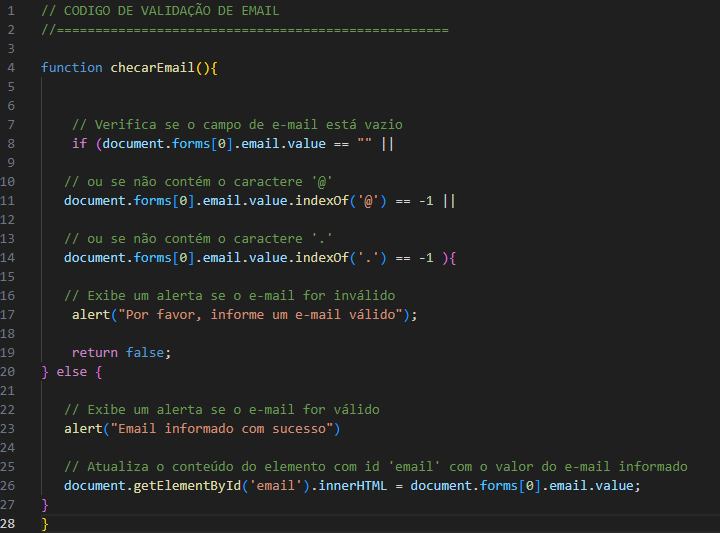 1 // CODIGO DE VALIDAÇÃO DE EMAIL
2 //===================================================
3
4 function checarEmail(){
5
6
7 // Verifica se o campo de e-mail está vazio
8 if (document.forms[0].email.value == "" ||
9
10 // ou se não contém o caractere '@'
11 document.forms[0].email.value.indexOf('@') == -1 ||
12
13 // ou se não contém o caractere '.'
14 document.forms[0].email.value.indexOf('.') == -1 ){
15
16 // Exibe um alerta se o e-mail for inválido
17 alert("Por favor, informe um e-mail válido");
18
19 return false;
20 } else {
21
22 // Exibe um alerta se o e-mail for válido
23 alert("Email informado com sucesso")
24
25 // Atualiza o conteúdo do elemento com id 'email' com o valor do e-mail informado
26 document.getElementById('email').innerHTML = document.forms[0].email.value;
27 }
28 }